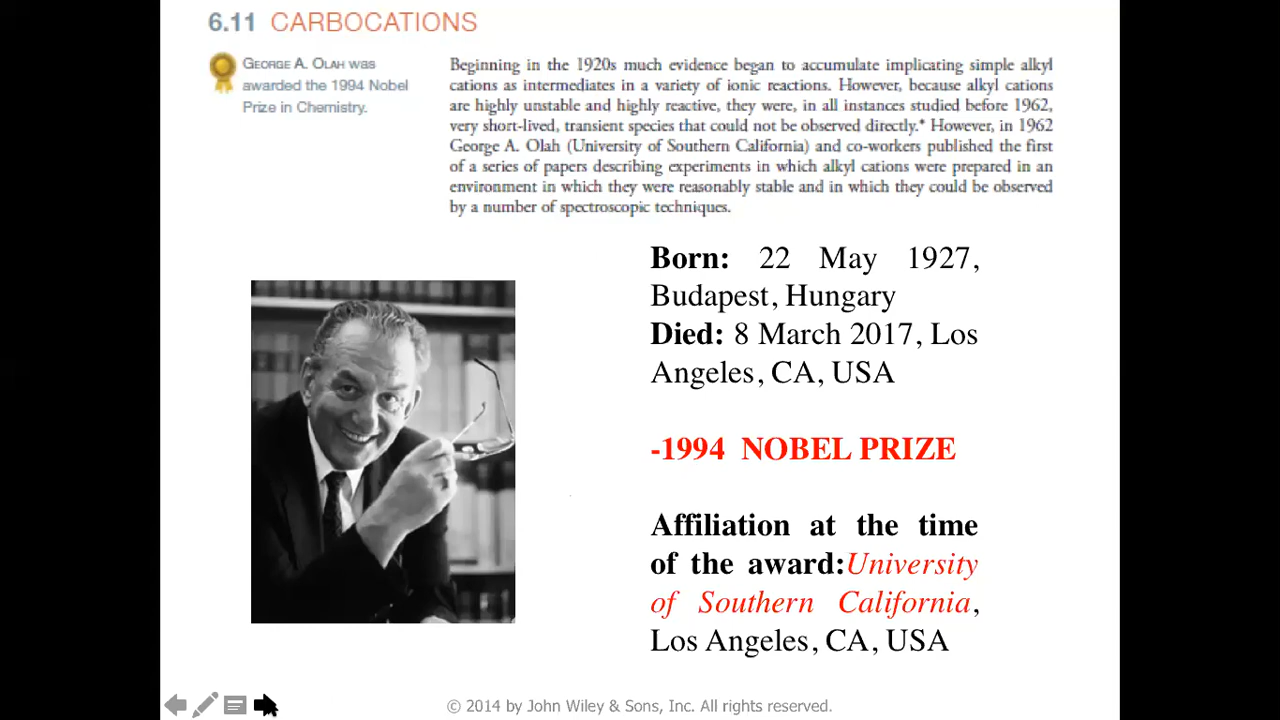 6.11 CARBOCATIONS
GEORGE A. OLAH was
awarded the 1994 Nobel
Prize in Chemistry.
Beginning in the 1920s much evidence began to accumulate implicating simple alkyl
cations as intermediates in a variety of ionic reactions. However, because alkyl cations
are highly unstable and highly reactive, they were, in all instances studied before 1962,
very short-lived, transient species that could not be observed directly.* However, in 1962
George A. Olah (University of Southern California) and co-workers published the first
of a series of papers describing experiments in which alkyl cations were prepared in an
environment in which they were reasonably stable and in which they could be observed
by a number of spectroscopic techniques.
Born: 22 May 1927,
Budapest, Hungary
Died: 8 March 2017, Los
Angeles, CA, USA
-1994 NOBEL PRIZE
Affiliation at the time
of the award:University
of Southern California,
Los Angeles, CA, USA
© 2014 by John Wiley & Sons, Inc. All rights reserved.